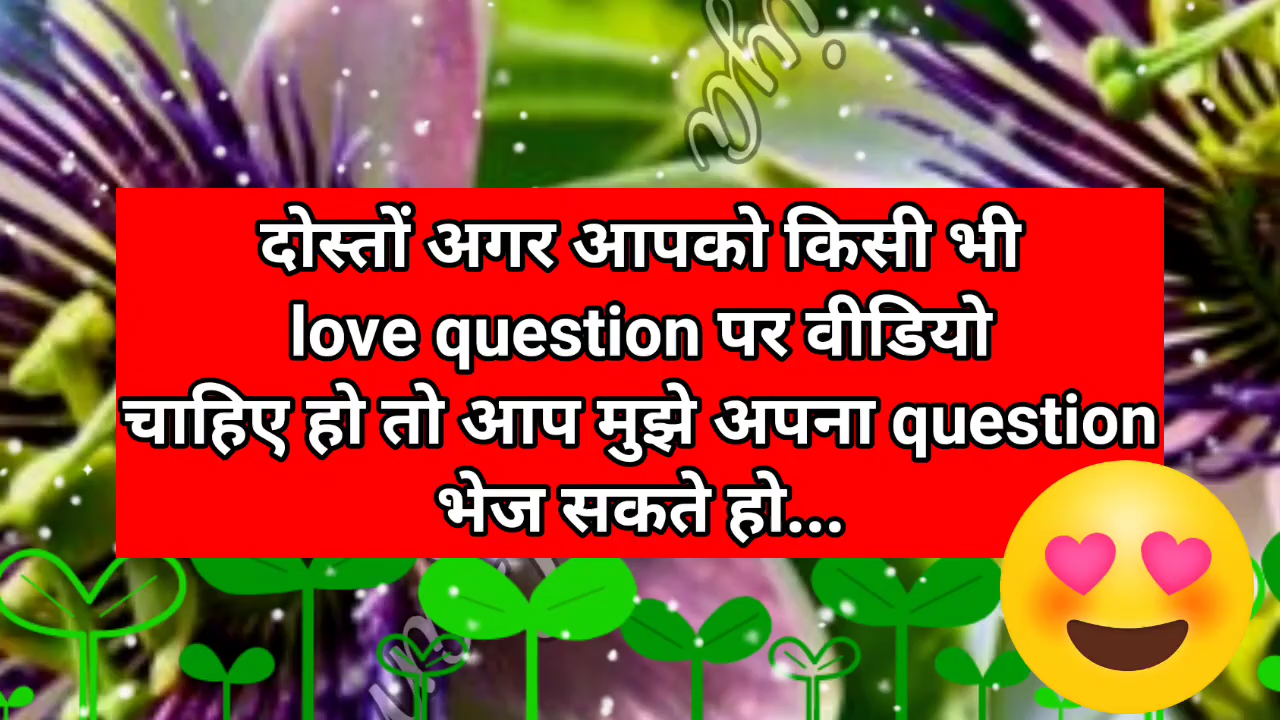 दोस्तों अगर आपको किसी भी
love question पर वीडियो
चाहिए हो तो आप मुझे अपना question
भेज सकते हो...